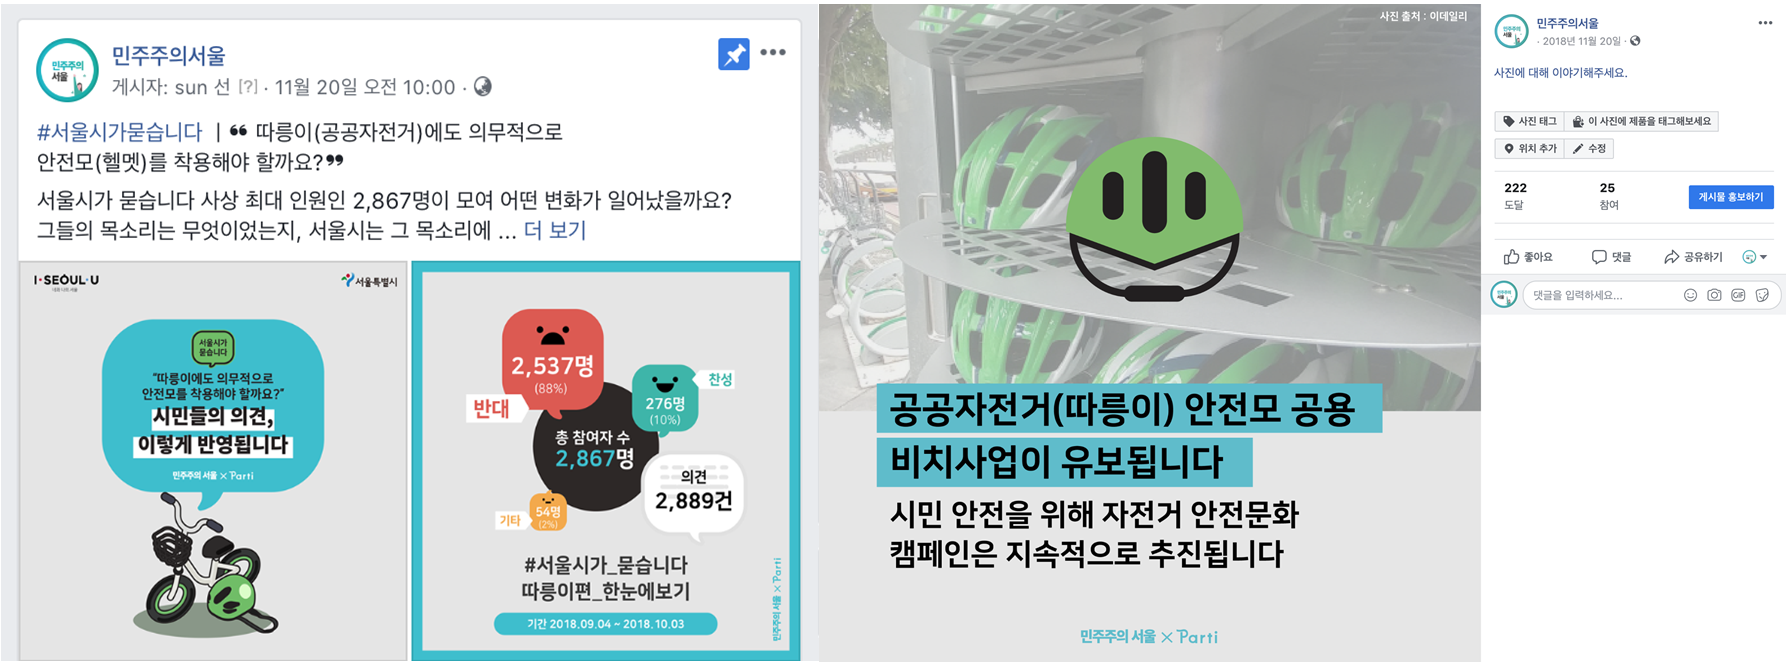 민주주의서울
게시자: sun 선 [?] · 11월 20일 오전 10:00 ·
#서울시가묻습니다 | ❝ 따릉이(공공자전거)에도 의무적으로
안전모(헬멧)를 착용해야 할까요?❞
서울시가 묻습니다 사상 최대 인원인 2,867명이 모여 어떤 변화가 일어났을까요?
그들의 목소리는 무엇이었는지, 서울시는 그 목소리에 ... 더 보기
민주주의
서울
I·SEOUL·U
서울특별시
서울시가
묻습니다
“따릉이에도 의무적으로
안전모를 착용해야 할까요?”
시민들의 의견,
이렇게 반영됩니다
민주주의 서울 × Parti
2,537명
(88%)
반대
찬성
276명
(10%)
총 참여자 수
2,867명
의견
2,889건
기타
54명
(2%)
#서울시가_묻습니다
따릉이편_한눈에보기
기간 2018.09.04 ~ 2018.10.03
민주주의 서울 × Parti
사진 출처 : 이데일리
공공자전거(따릉이) 안전모 공용
비치사업이 유보됩니다
시민 안전을 위해 자전거 안전문화
캠페인은 지속적으로 추진됩니다
민주주의 서울 × Parti
민주주의서울
· 2018년 11월 20일 ·
사진에 대해 이야기해주세요.
사진 태그
이 사진에 제품을 태그해보세요
위치 추가
수정
222
도달
25
참여
게시물 홍보하기
좋아요
댓글
공유하기
댓글을 입력하세요...
GIF